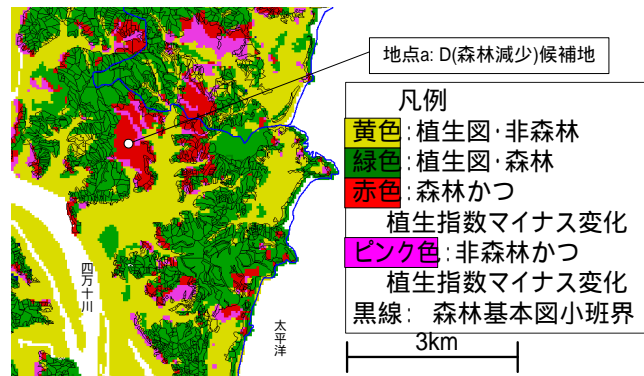 地点a: D(森林減少)候補地
凡例
黄色:植生図・非森林
緑色:植生図・森林
赤色:森林かつ
植生指数マイナス変化
ピンク色:非森林かつ
植生指数マイナス変化
黒線: 森林基本図小班界
3km
四万十川
太平洋